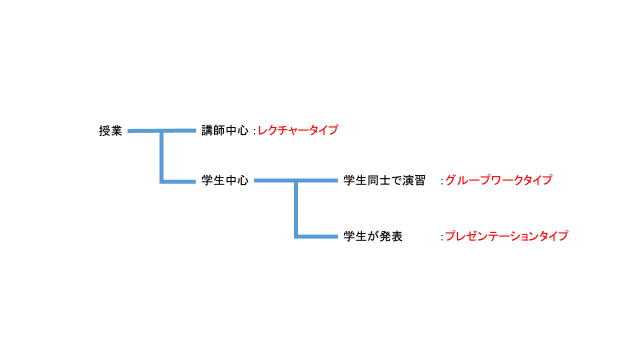 授業
講師中心：レクチャータイプ
学生中心
学生同士で演習　：グループワークタイプ
学生が発表　：プレゼンテーションタイプ